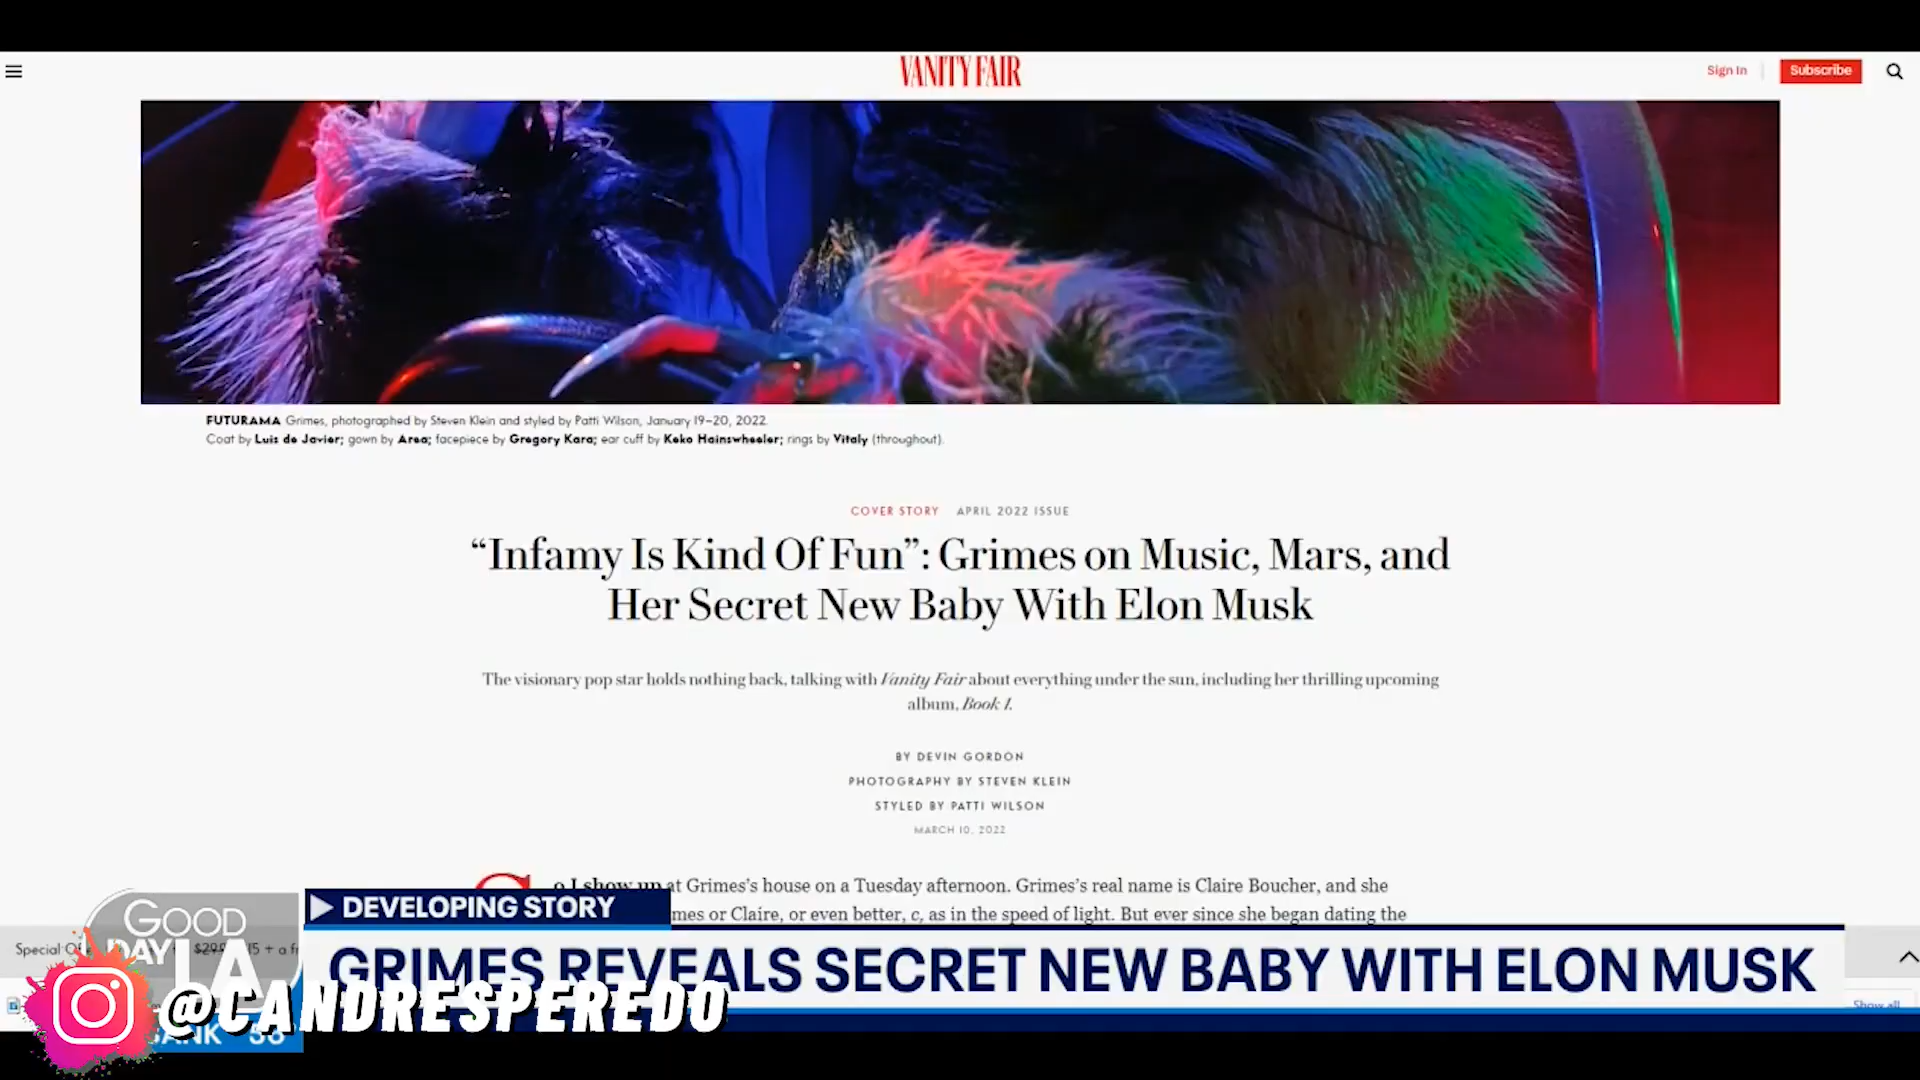 VANITY FAIR
Sign In
Subscribe
FUTURAMA Grimes, photographed by Steven Klein and styled by Patti Wilson, January 19–20, 2022.
Coat by Luis de Javier; gown by Area; facepiece by Gregory Kara; ear cuff by Keko Hainswheeler; rings by Vitaly (throughout).
COVER STORY APRIL 2022 ISSUE
“Infamy Is Kind Of Fun”: Grimes on Music, Mars, and
Her Secret New Baby With Elon Musk
The visionary pop star holds nothing back, talking with Vanity Fair about everything under the sun, including her thrilling upcoming
album, Book 1.
BY DEVIN GORDON
PHOTOGRAPHY BY STEVEN KLEIN
STYLED BY PATTI WILSON
MARCH 10, 2022
So I show up at Grimes’s house on a Tuesday afternoon. Grimes’s real name is Claire Boucher, and she
mes or Claire, or even better, c, as in the speed of light. But ever since she began dating the
GOOD
DAY LA
DEVELOPING STORY
GRIMES REVEALS SECRET NEW BABY WITH ELON MUSK
Special
Show all
@CANDRESPEREDO